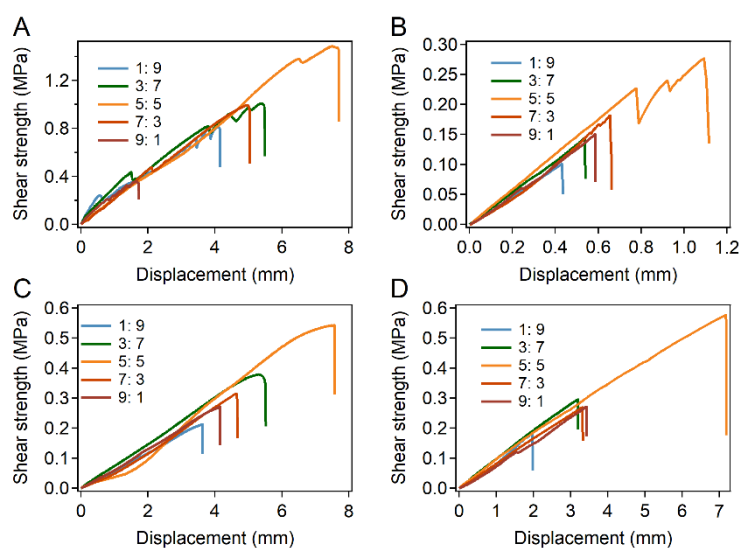 A
Shear strength (MPa)
1.2
0.8
0.4
0.0
1: 9
3: 7
5: 5
7: 3
9: 1
0 2 4 6 8
Displacement (mm)
B
Shear strength (MPa)
0.30
0.25
0.20
0.15
0.10
0.05
0.00
1: 9
3: 7
5: 5
7: 3
9: 1
0.0 0.2 0.4 0.6 0.8 1.0 1.2
Displacement (mm)
C
Shear strength (MPa)
0.6
0.5
0.4
0.3
0.2
0.1
0.0
1: 9
3: 7
5: 5
7: 3
9: 1
0 2 4 6 8
Displacement (mm)
D
Shear strength (MPa)
0.6
0.5
0.4
0.3
0.2
0.1
0.0
1: 9
3: 7
5: 5
7: 3
9: 1
0 1 2 3 4 5 6 7
Displacement (mm)